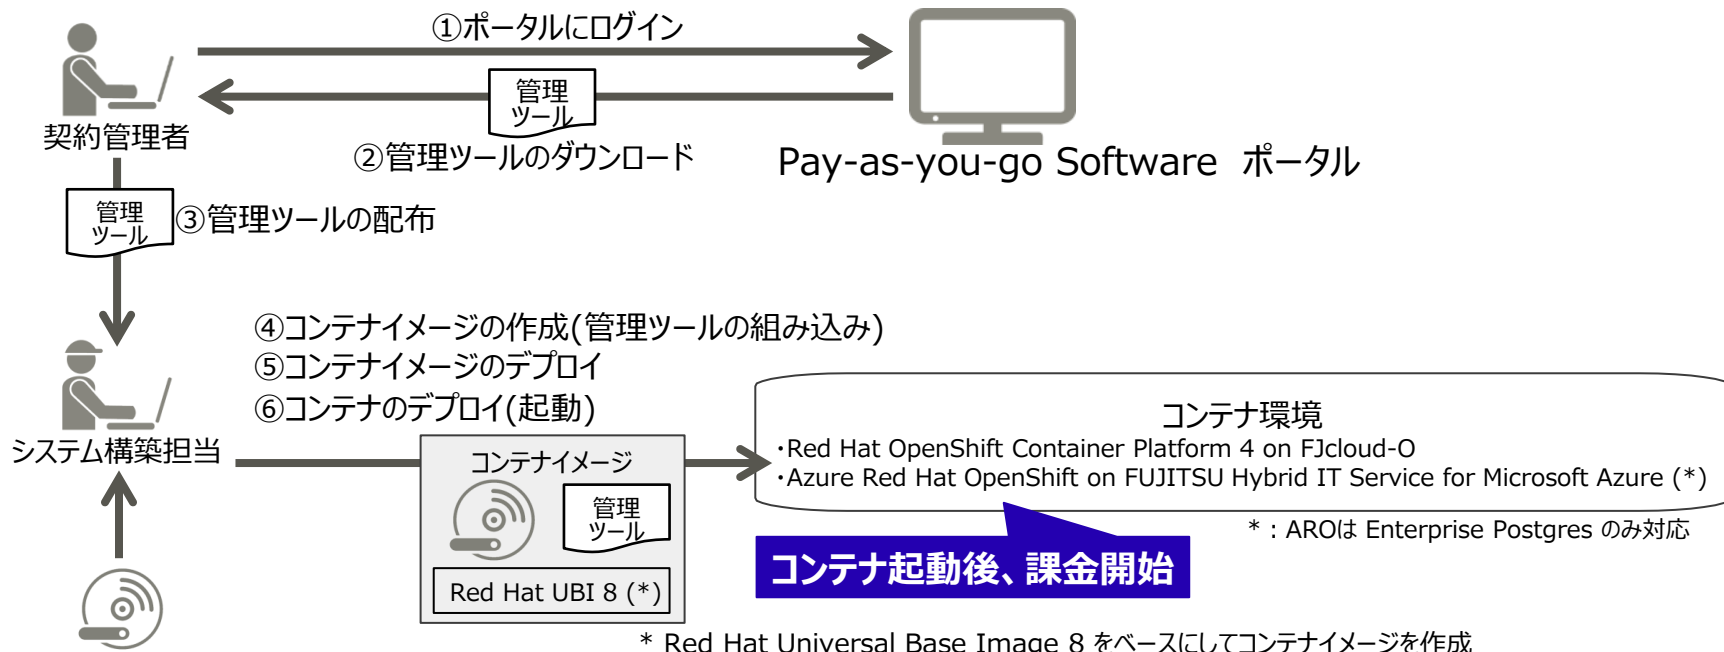 ①ポータルにログイン
管理
ツール
契約管理者
②管理ツールのダウンロード
Pay-as-you-go Software ポータル
管理
ツール
③管理ツールの配布
④コンテナイメージの作成(管理ツールの組み込み)
⑤コンテナイメージのデプロイ
⑥コンテナのデプロイ(起動)
システム構築担当
コンテナイメージ
管理
ツール
Red Hat UBI 8 (*)
コンテナ環境
・Red Hat OpenShift Container Platform 4 on FJcloud-O
・Azure Red Hat OpenShift on FUJITSU Hybrid IT Service for Microsoft Azure (*)
* : AROは Enterprise Postgres のみ対応
コンテナ起動後、課金開始
* Red Hat Universal Base Image 8 をベースにしてコンテナイメージを作成